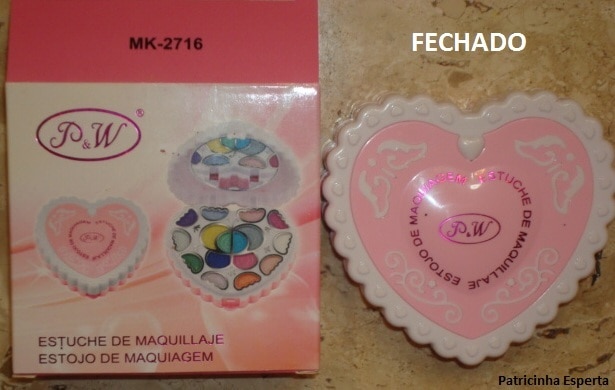 MK-2716
P&W®
ESTUCHE DE MAQUILLAJE
ESTOJO DE MAQUIAGEM
FECHADO
ESTOJO DE MAQUIAGEM ESTUCHE DE MAQUILLAJE
P&W
Patricinha Esperta